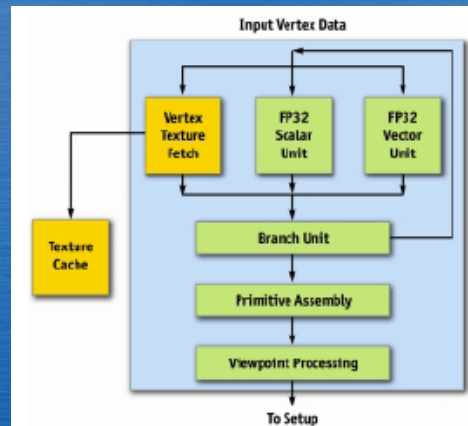 Input Vertex Data
Vertex
Texture
Fetch
FP32
Scalar
Unit
FP32
Vector
Unit
Texture
Cache
Branch Unit
Primitive Assembly
Viewpoint Processing
To Setup